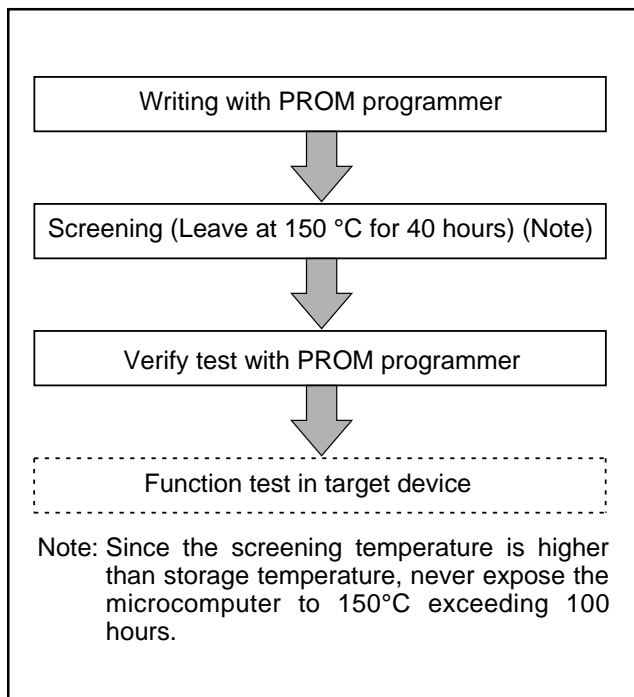 Writing with PROM programmer
Screening (Leave at 150 °C for 40 hours) (Note)
Verify test with PROM programmer
Function test in target device
Note: Since the screening temperature is higher
than storage temperature, never expose the
microcomputer to 150°C exceeding 100
hours.